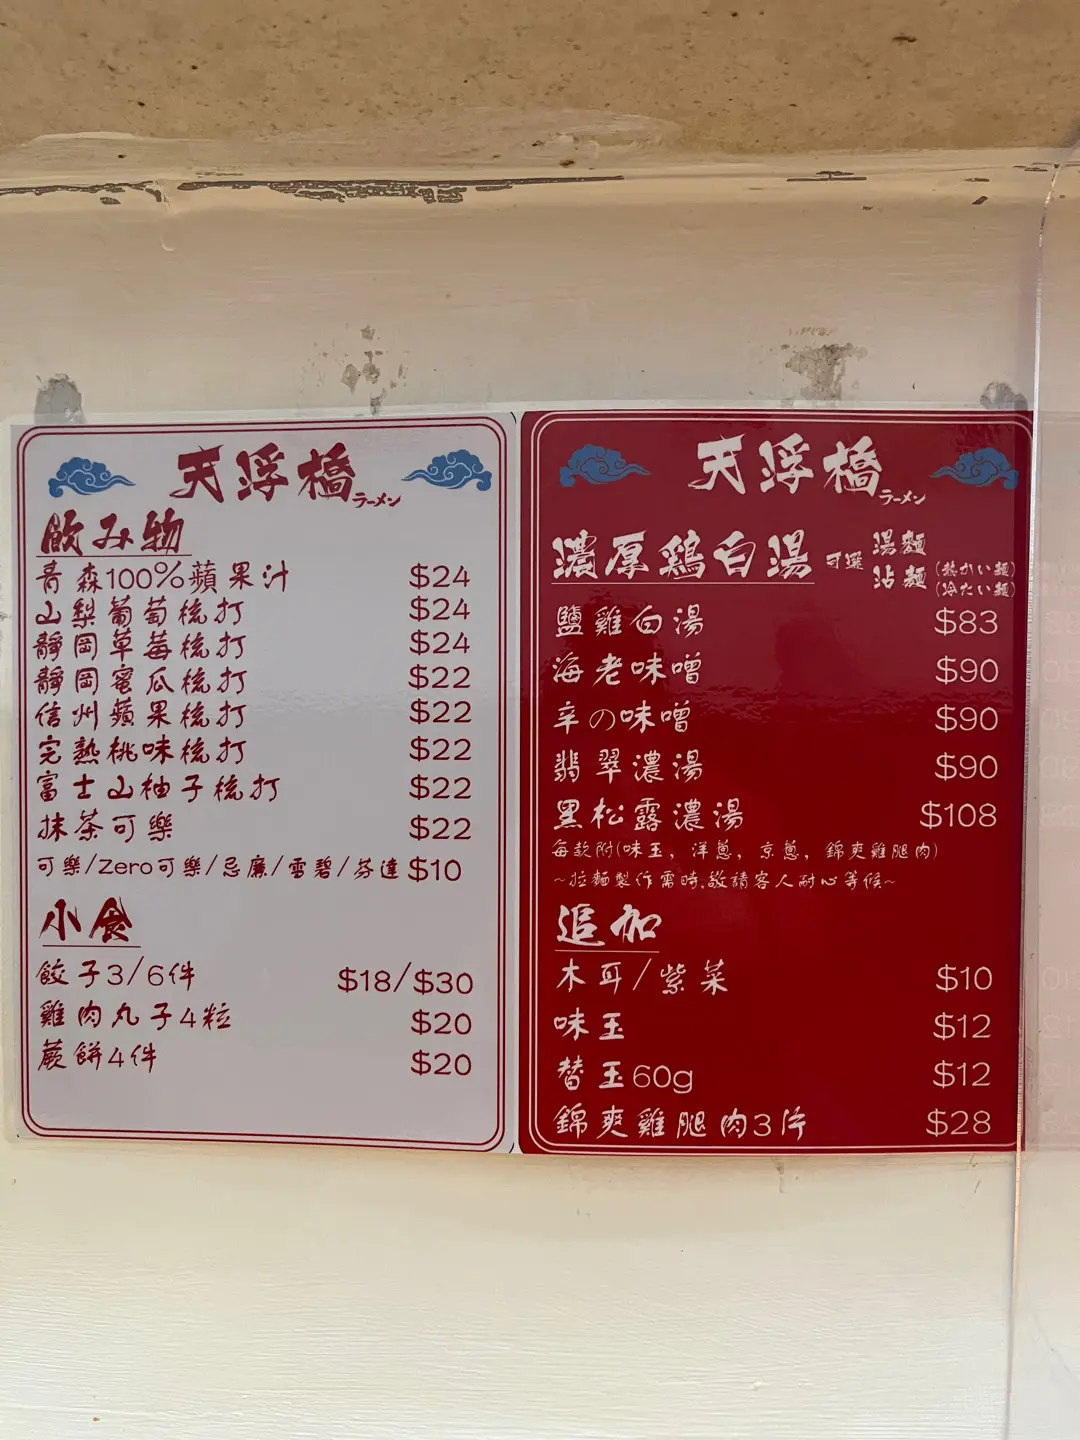 天浮橋
ラーメン
飲み物
青森100%蘋果汁 $24
山梨葡萄梳打 $24
靜岡草莓梳打 $24
靜岡蜜瓜梳打 $22
信州蘋果梳打 $22
完熟桃味梳打 $22
富士山柚子梳打 $22
抹茶可樂 $22
可樂/Zero可樂/忌廉/雪碧/芬達 $10
小食
餃子3/6件 $18/$30
雞肉丸子4粒 $20
蕨餅4件 $20
天浮橋
ラーメン
濃厚鶏白湯 可選 湯麵
沾麵 (熱かい麵)
(冷たい麵)
鹽雞白湯 $83
海老味噌 $90
辛の味噌 $90
翡翠濃湯 $90
黑松露濃湯 $108
每款附(味玉, 洋蔥, 京蔥, 錦爽雞腿肉)
~拉麵製作需時,敬請客人耐心等候~
追加
木耳/紫菜 $10
味玉 $12
替玉60g $12
錦爽雞腿肉3片 $28